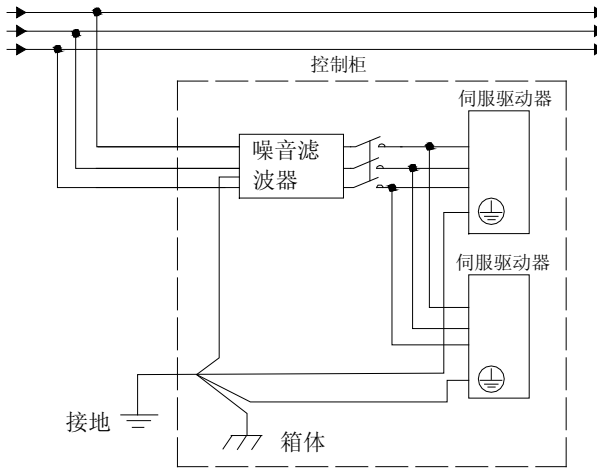 控制柜
伺服驱动器
噪音滤
波器
伺服驱动器
接地
箱体